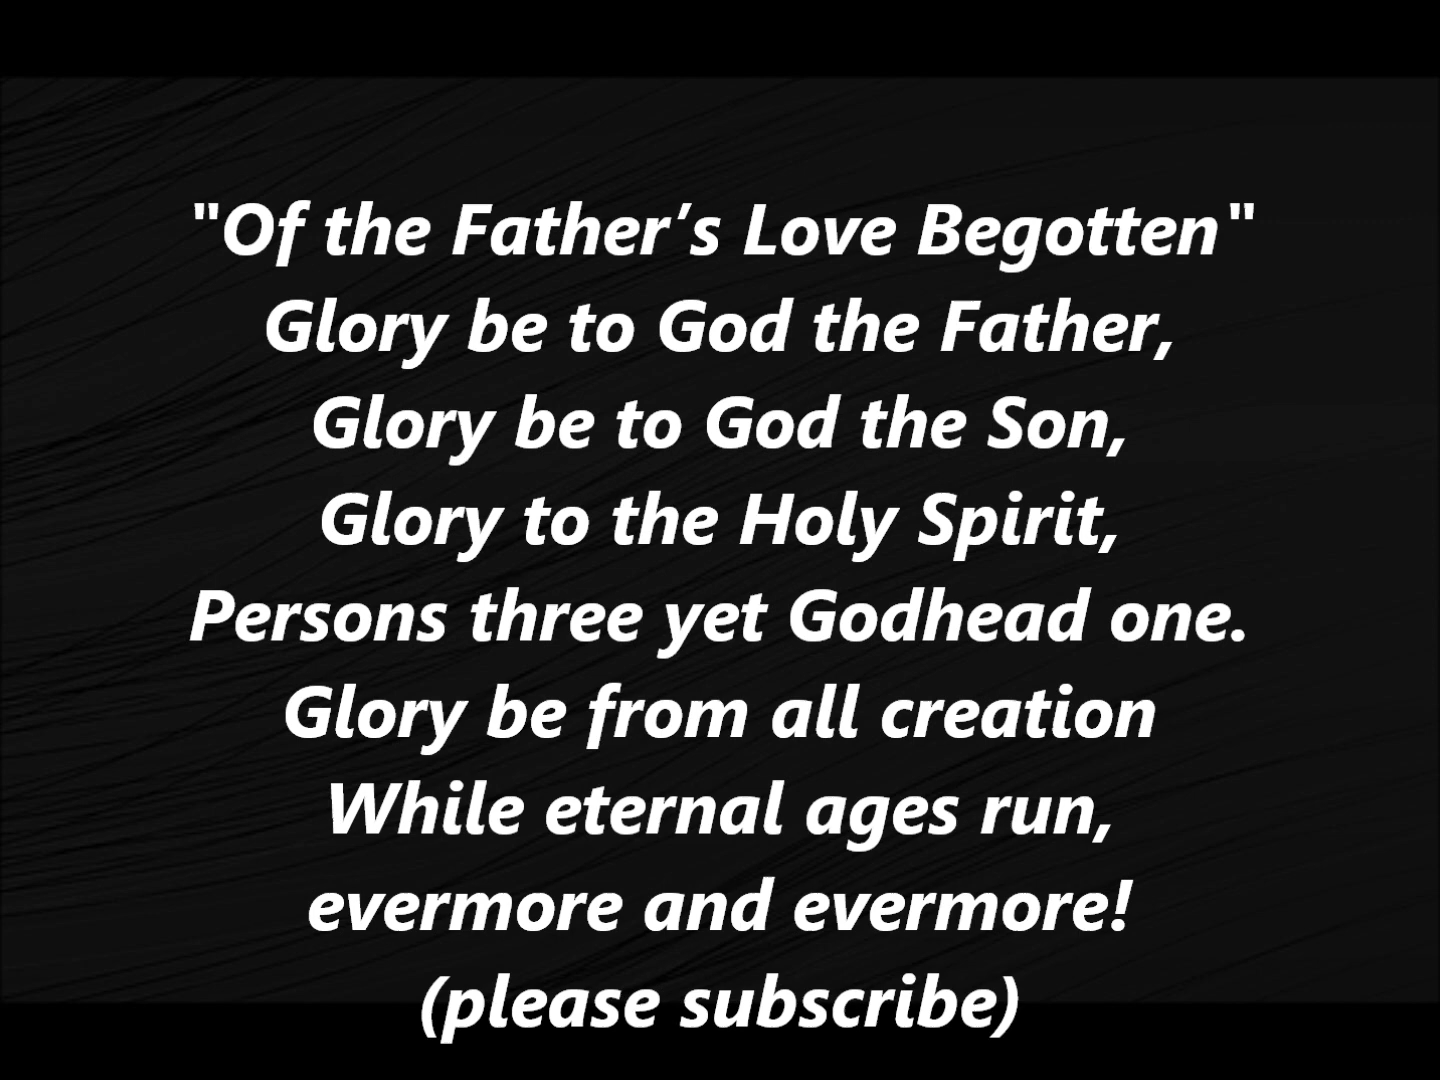 "Of the Father’s Love Begotten"
Glory be to God the Father,
Glory be to God the Son,
Glory to the Holy Spirit,
Persons three yet Godhead one.
Glory be from all creation
While eternal ages run,
evermore and evermore!
(please subscribe)